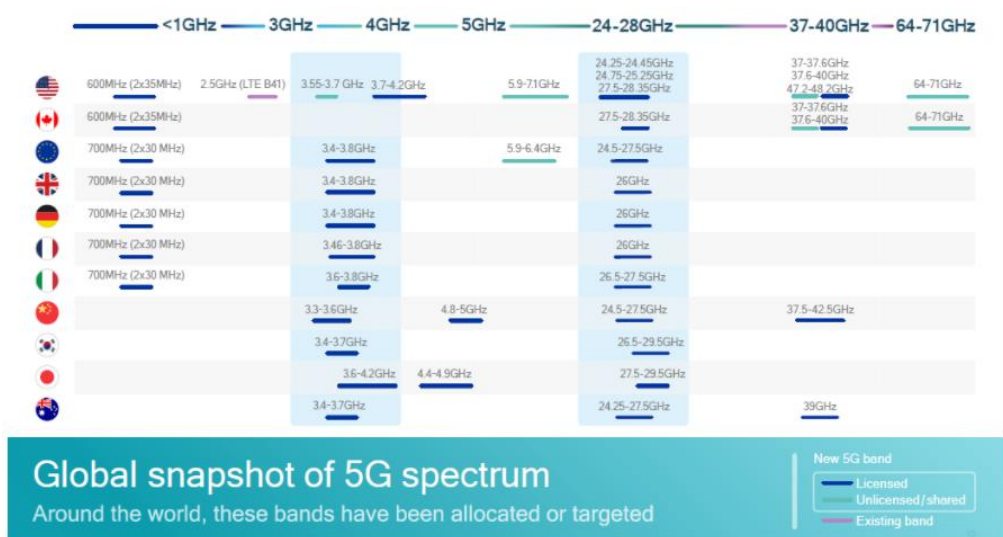 <1GHz 3GHz 4GHz 5GHz 24-28GHz 37-40GHz 64-71GHz
24.25-24.45GHz 37-37.6GHz
24.75-25.25GHz 37.6-40GHz
600MHz (2x35MHz) 2.5GHz (LTE B41) 3.55-3.7 GHz 3.7-4.2GHz 5.9-7.1GHz 27.5-28.35GHz 47.2-48.2GHz 64-71GHz
37-37.6GHz
600MHz (2x35MHz) 27.5-28.35GHz 37.6-40GHz 64-71GHz
700MHz (2x30 MHz) 3.4-3.8GHz 5.9-6.4GHz 24.5-27.5GHz
700MHz (2x30 MHz) 3.4-3.8GHz 26GHz
700MHz (2x30 MHz) 3.4-3.8GHz 26GHz
700MHz (2x30 MHz) 3.46-3.8GHz 26GHz
700MHz (2x30 MHz) 3.6-3.8GHz 26.5-27.5GHz
3.3-3.6GHz 4.8-5GHz 24.5-27.5GHz 37.5-42.5GHz
3.4-3.7GHz 26.5-29.5GHz
3.6-4.2GHz 4.4-4.9GHz 27.5-29.5GHz
3.4-3.7GHz 24.25-27.5GHz 39GHz
Global snapshot of 5G spectrum
Around the world, these bands have been allocated or targeted
New 5G band
Licensed
Unlicensed/shared
Existing band